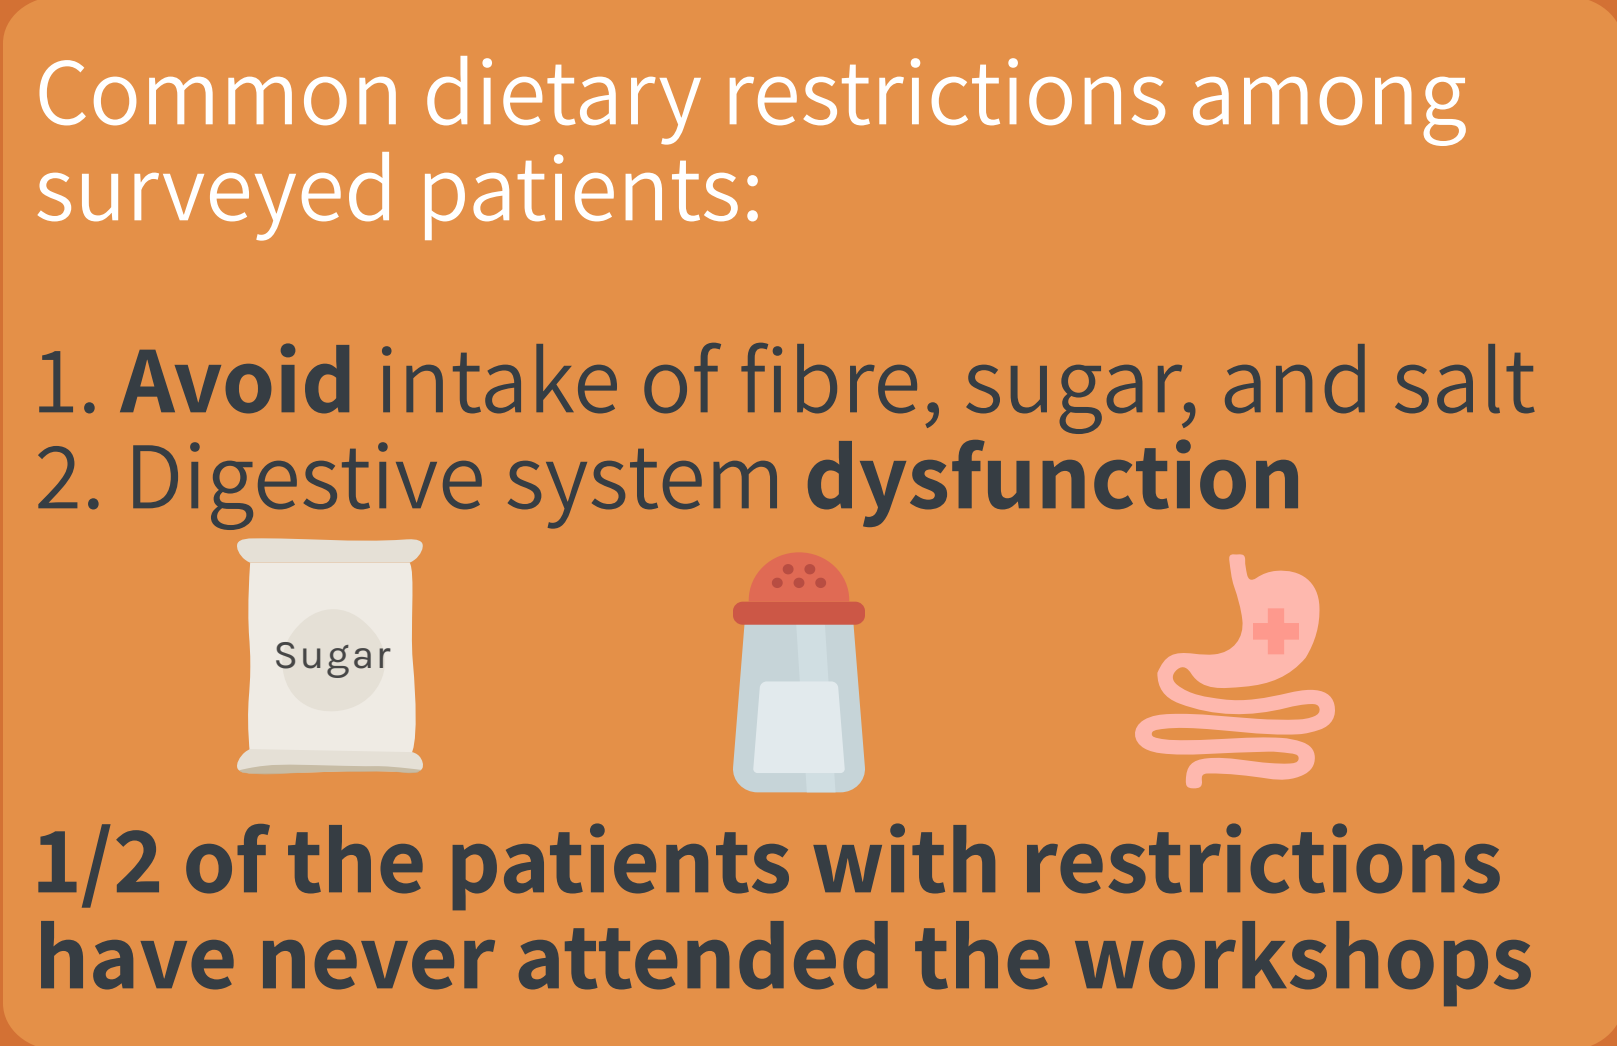 Common dietary restrictions among
surveyed patients:
1. Avoid intake of fibre, sugar, and salt
2. Digestive system dysfunction
Sugar
1/2 of the patients with restrictions
have never attended the workshops